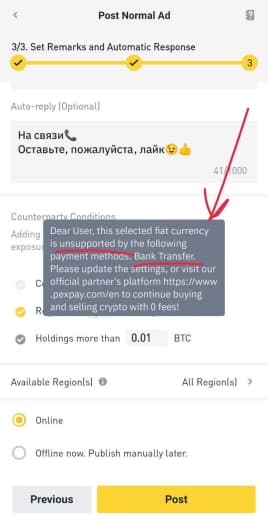 Post Normal Ad
3/3. Set Remarks and Automatic Response
3
Auto-reply (Optional)
На связи📞
Оставьте, пожалуйста, лайк😉👍
41/1000
Counterparty Conditions
Adding
exposu
Dear User, this selected fiat currency
is unsupported by the following
payment methods: Bank Transfer.
Please update the settings, or visit our
official partner's platform https://www
.pexpay.com/en to continue buying
and selling crypto with 0 fees!
C
R
Holdings more than 0.01 BTC
Available Region(s) All Region(s)
Online
Offline now. Publish manually later.
Previous Post